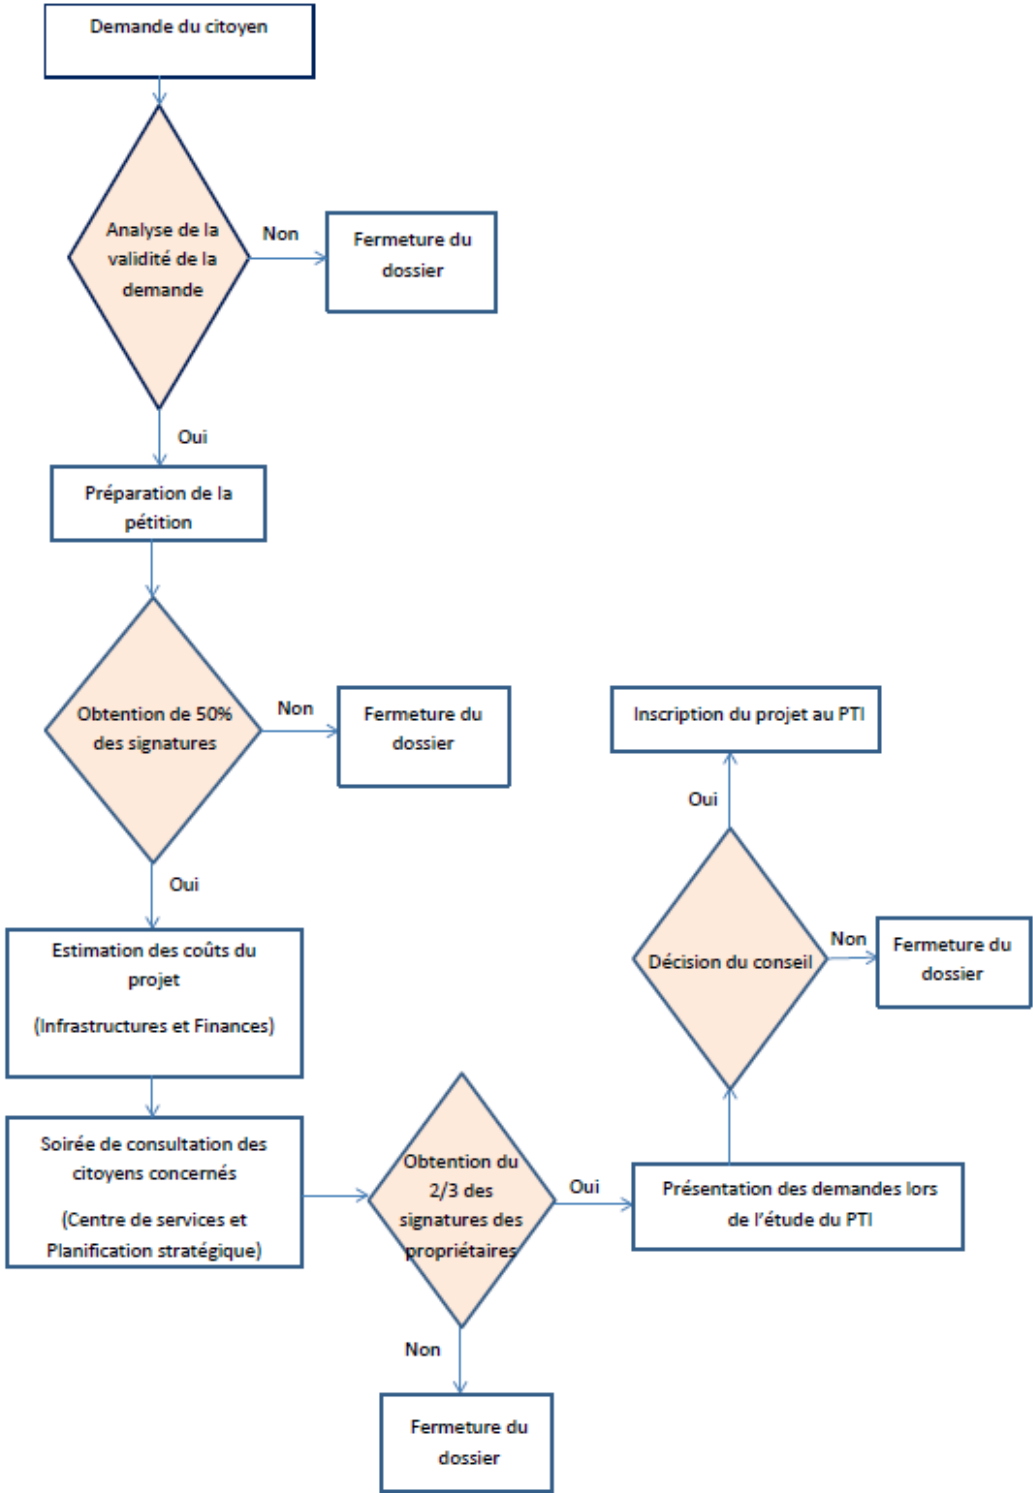 Demande du citoyen
Analyse de la
validité de la
demande
Non
Fermeture du
dossier
Oui
Préparation de la
pétition
Obtention de 50%
des signatures
Non
Fermeture du
dossier
Oui
Estimation des coûts du
projet
(Infrastructures et Finances)
Soirée de consultation des
citoyens concernés
(Centre de services et
Planification stratégique)
Obtention du
2/3 des
signatures des
propriétaires
Non
Fermeture du
dossier
Oui
Présentation des demandes lors
de l'étude du PTI
Décision du conseil
Non
Fermeture du
dossier
Oui
Inscription du projet au PTI